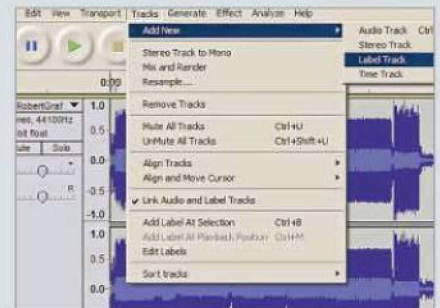 Edit View Transport Tracks Generate Effect Analyze Help
Add New
Audio Track Ctrl
Stereo Track
Label Track
Time Track
Stereo Track to Mono
Mix and Render
Resample...
Remove Tracks
Mute All Tracks Ctrl+U
UnMute All Tracks Ctrl+Shift+U
Align Tracks
Align and Move Cursor
Link Audio and Label Tracks
Add Label At Selection Ctrl+B
Add Label At Playback Position Ctrl+M
Edit Labels
Sort tracks
0:00
RobertGraf
44100Hz
bit float
Solo
R
1.0
0.5
0.0
-0.5
-1.0
1.0
0.5
0.0